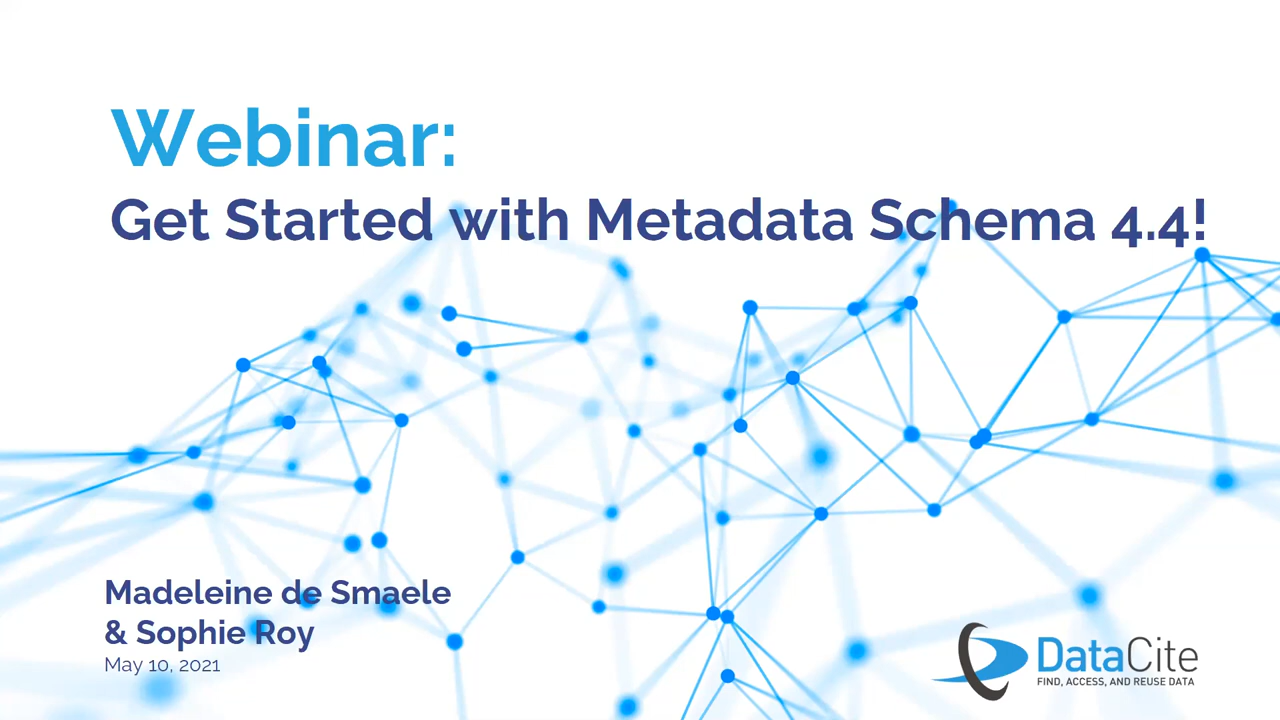 Webinar:
Get Started with Metadata Schema 4.4!
Madeleine de Smaele
& Sophie Roy
May 10, 2021
DataCite
FIND, ACCESS, AND REUSE DATA